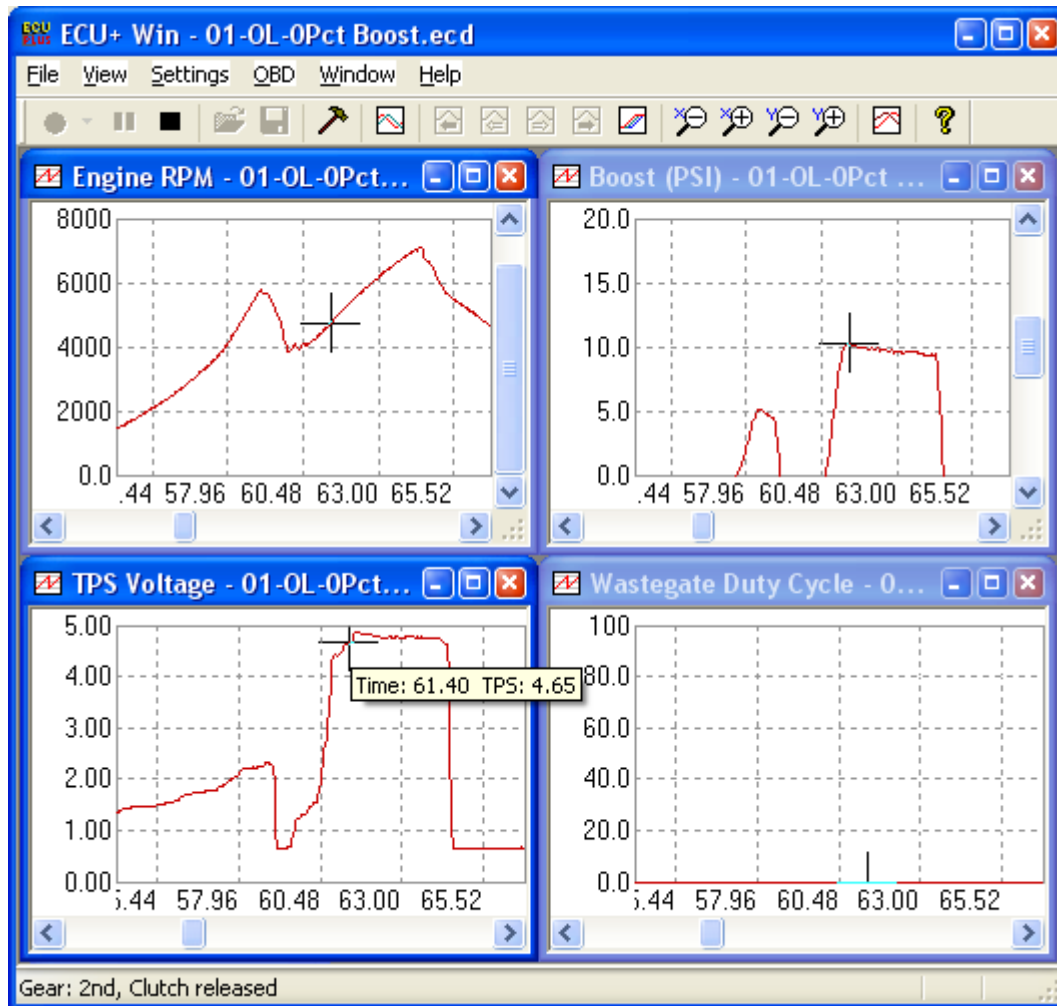 ECU PLUS ECU+ Win - 01-OL-0Pct Boost.ecd
File View Settings OBD Window Help
X X Y Y ?
Engine RPM - 01-OL-0Pct...
8000
6000
4000
2000
0.0
.44 57.96 60.48 63.00 65.52
Boost (PSI) - 01-OL-0Pct ...
20.0
15.0
10.0
5.0
0.0
.44 57.96 60.48 63.00 65.52
TPS Voltage - 01-OL-0Pct...
5.00
4.00
3.00
2.00
1.00
0.00
5.44 57.96 60.48 63.00 65.52
Time: 61.40 TPS: 4.65
Wastegate Duty Cycle - 0...
100
80.0
60.0
40.0
20.0
0.0
5.44 57.96 60.48 63.00 65.52
Gear: 2nd, Clutch released